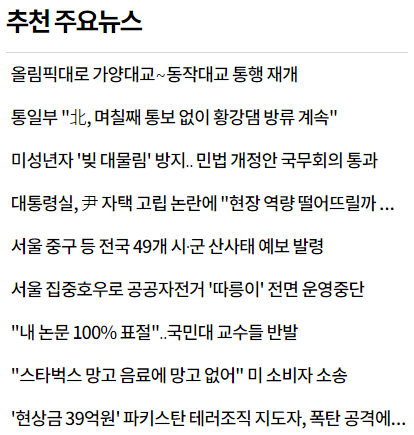 추천 주요뉴스
올림픽대로 가양대교~동작대교 통행 재개
통일부 "北, 며칠째 통보 없이 황강댐 방류 계속"
미성년자 '빚 대물림' 방지.. 민법 개정안 국무회의 통과
대통령실, 尹 자택 고립 논란에 "현장 역량 떨어뜨릴까 ...
서울 중구 등 전국 49개 시·군 산사태 예보 발령
서울 집중호우로 공공자전거 '따릉이' 전면 운영중단
"내 논문 100% 표절"..국민대 교수들 반발
"스타벅스 망고 음료에 망고 없어" 미 소비자 소송
'현상금 39억원' 파키스탄 테러조직 지도자, 폭탄 공격에...